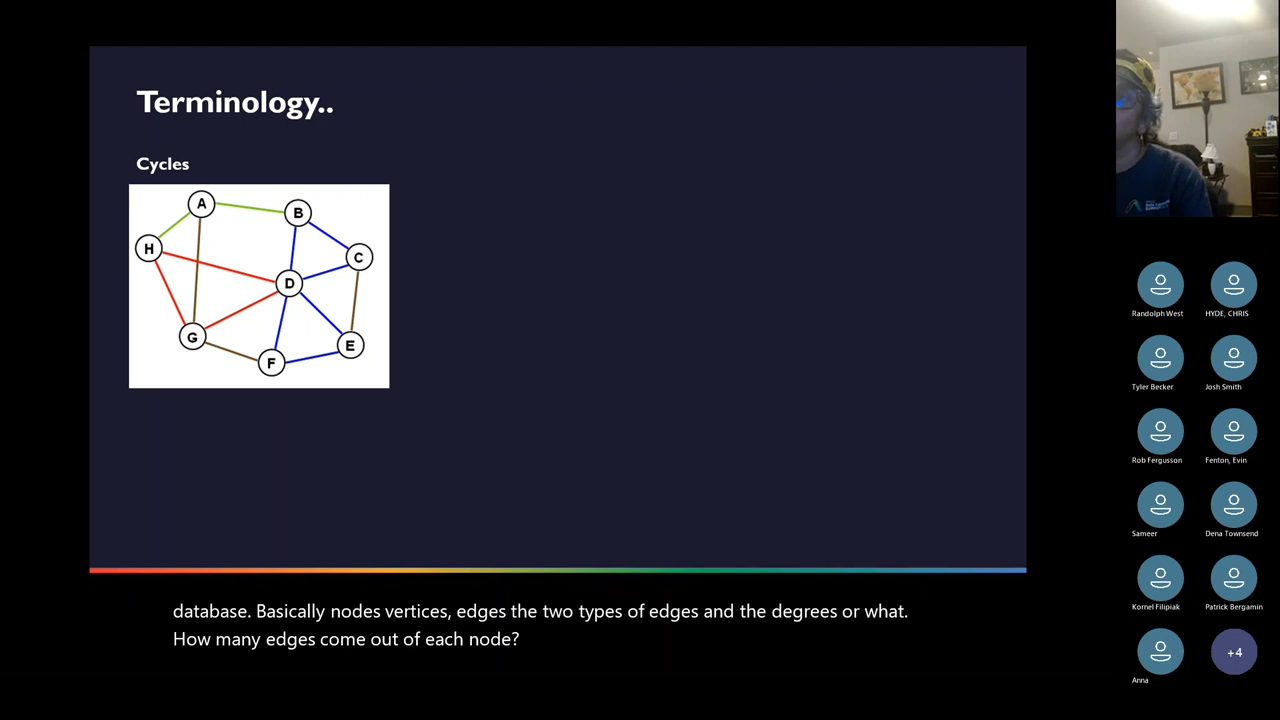 Terminology..
Cycles
A
B
H
C
D
G
E
F
database. Basically nodes vertices, edges the two types of edges and the degrees or what.
How many edges come out of each node?
Randolph West
HYDE, CHRIS
Tyler Becker
Josh Smith
Rob Fergusson
Fenton, Evin
Sameer
Dena Townsend
Kornel Filipiak
Patrick Bergamin
Anna
+4